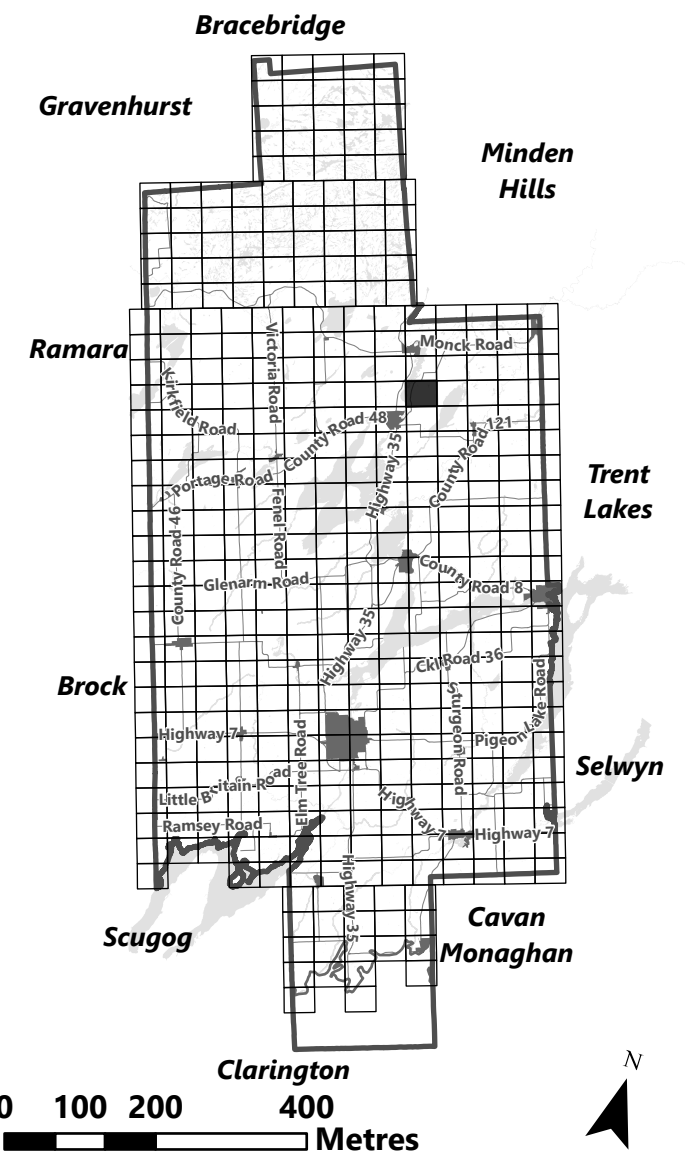 Bracebridge
Gravenhurst
Minden
Hills
Ramara
Monck Road
Victoria Road
Kirkfield Road
County Road 48
County Road 121
Highway 35
Portage Road
Trent
Lakes
Fenel Road
County Road 46
Glenarm Road
County Road 8
Highway 35
Ckl Road 36
Brock
Sturgeon Road
Pigeon Lake Road
Highway 7
Elm Tree Road
Selwyn
Little Britain Road
Highway 7
Ramsey Road
Highway 7
Highway 35
Scugog
Cavan
Monaghan
Clarington
N
0 100 200 400
Metres